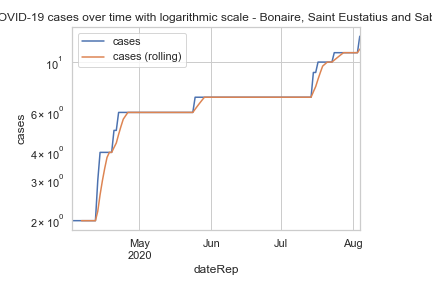 OVID-19 cases over time with logarithmic scale - Bonaire, Saint Eustatius and Sab
cases
cases (rolling)
10¹
6 × 10⁰
4 × 10⁰
3 × 10⁰
2 × 10⁰
cases
May
2020
Jun
Jul
Aug
dateRep